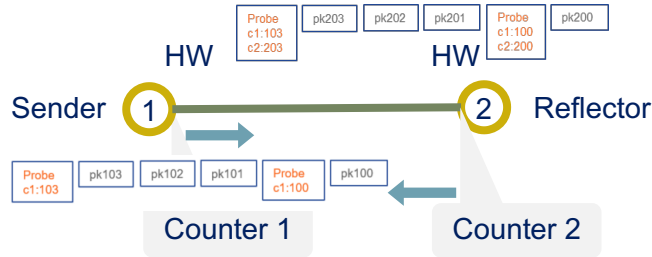 Probe
c1:103
c2:203
pk203
pk202
pk201
Probe
c1:100
c2:200
pk200
HW
HW
Sender
1
2
Reflector
Probe
c1:103
pk103
pk102
pk101
Probe
c1:100
pk100
Counter 1
Counter 2